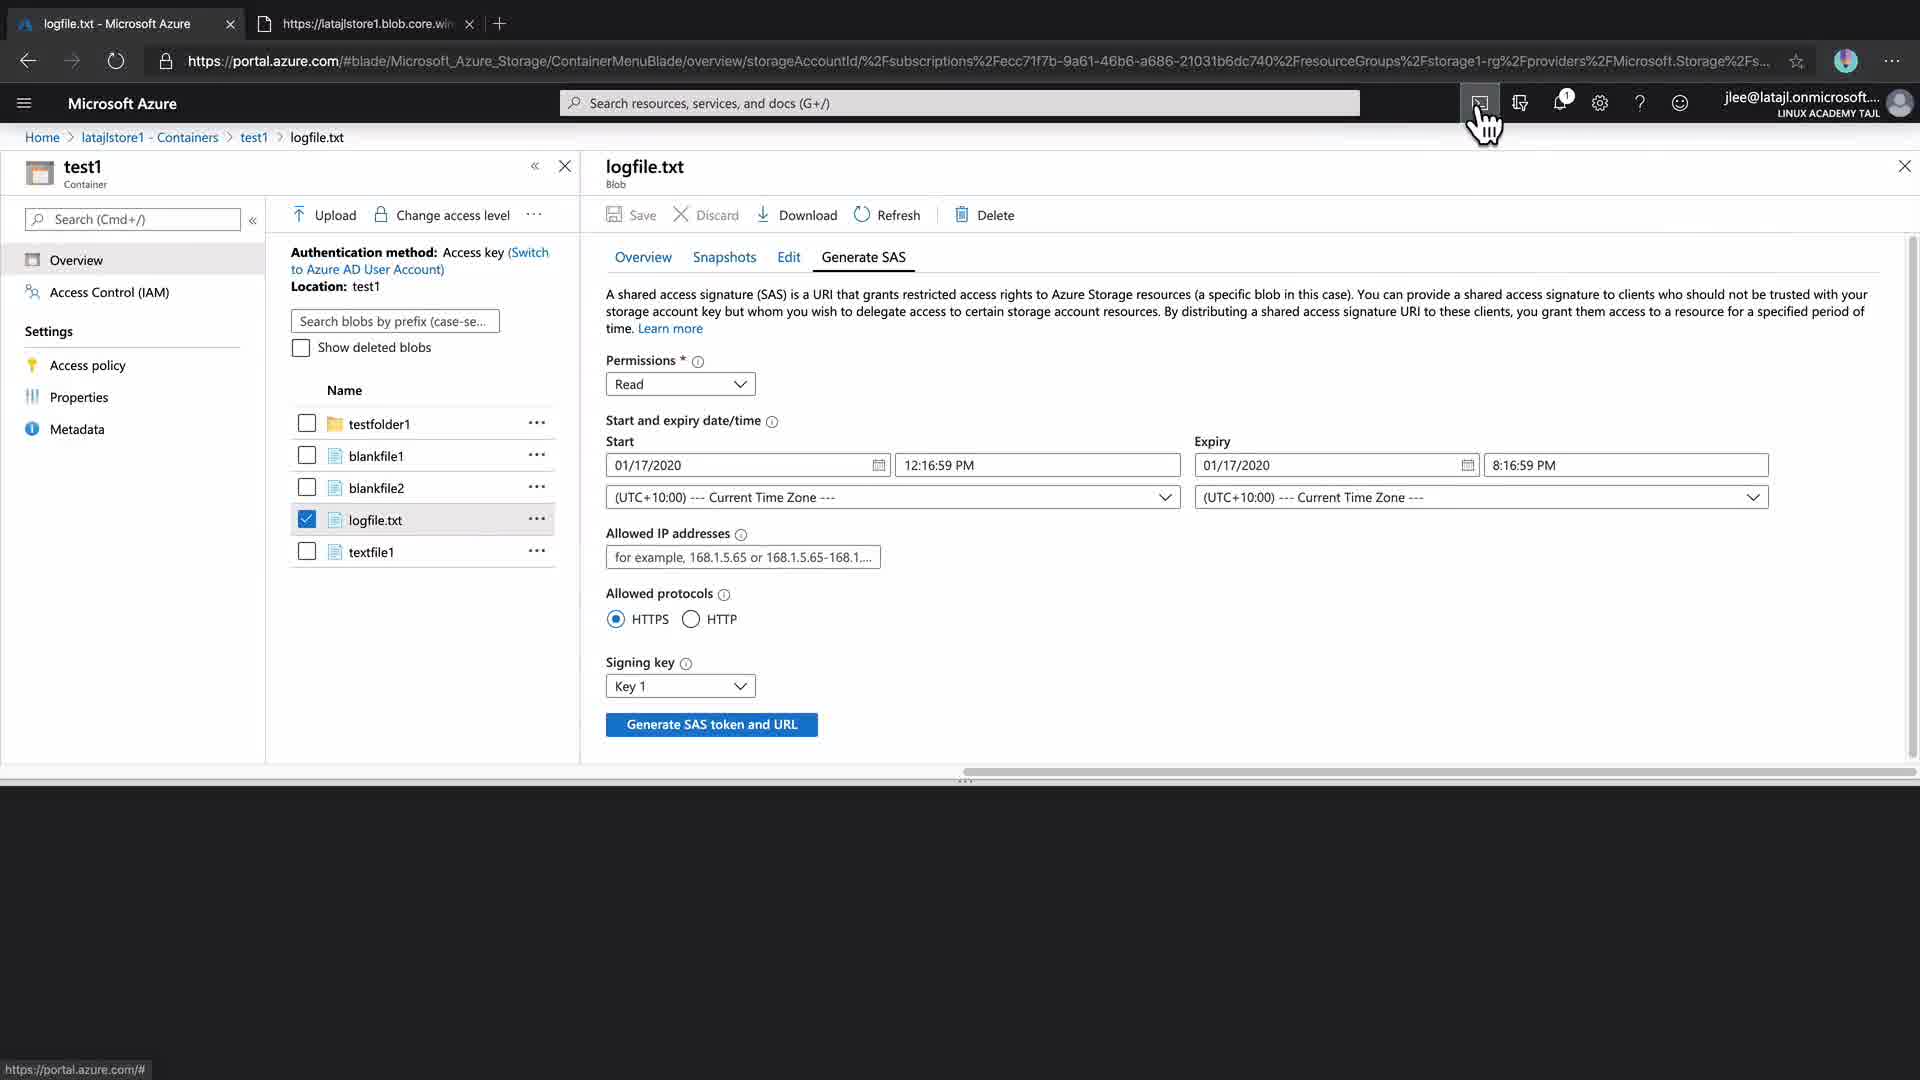 logfile.txt - Microsoft Azure
https://latajlstore1.blob.core.win
https://portal.azure.com/#blade/Microsoft_Azure_Storage/ContainerMenuBlade/overview/storageAccountId/%2Fsubscriptions%2Fecc71f7b-9a61-46b6-a686-21031b6dc740%2FresourceGroups%2Fstorage1-rg%2Fproviders%2FMicrosoft.Storage%2Fs...
Microsoft Azure
Search resources, services, and docs (G+/)
1
jlee@latajl.onmicrosoft....
LINUX ACADEMY TAJL
Home > latajlstore1 - Containers > test1 > logfile.txt
test1
Container
Search (Cmd+/)
Overview
Access Control (IAM)
Settings
Access policy
Properties
Metadata
Upload Change access level ...
Authentication method: Access key (Switch
to Azure AD User Account)
Location: test1
Search blobs by prefix (case-se...
Show deleted blobs
Name
testfolder1
blankfile1
blankfile2
logfile.txt
textfile1
logfile.txt
Blob
Save Discard Download Refresh Delete
Overview Snapshots Edit Generate SAS
A shared access signature (SAS) is a URI that grants restricted access rights to Azure Storage resources (a specific blob in this case). You can provide a shared access signature to clients who should not be trusted with your
storage account key but whom you wish to delegate access to certain storage account resources. By distributing a shared access signature URI to these clients, you grant them access to a resource for a specified period of
time. Learn more
Permissions *
Read
Start and expiry date/time
Start
01/17/2020 12:16:59 PM
(UTC+10:00) --- Current Time Zone ---
Expiry
01/17/2020 8:16:59 PM
(UTC+10:00) --- Current Time Zone ---
Allowed IP addresses
for example, 168.1.5.65 or 168.1.5.65-168.1....
Allowed protocols
HTTPS HTTP
Signing key
Key 1
Generate SAS token and URL
https://portal.azure.com/#